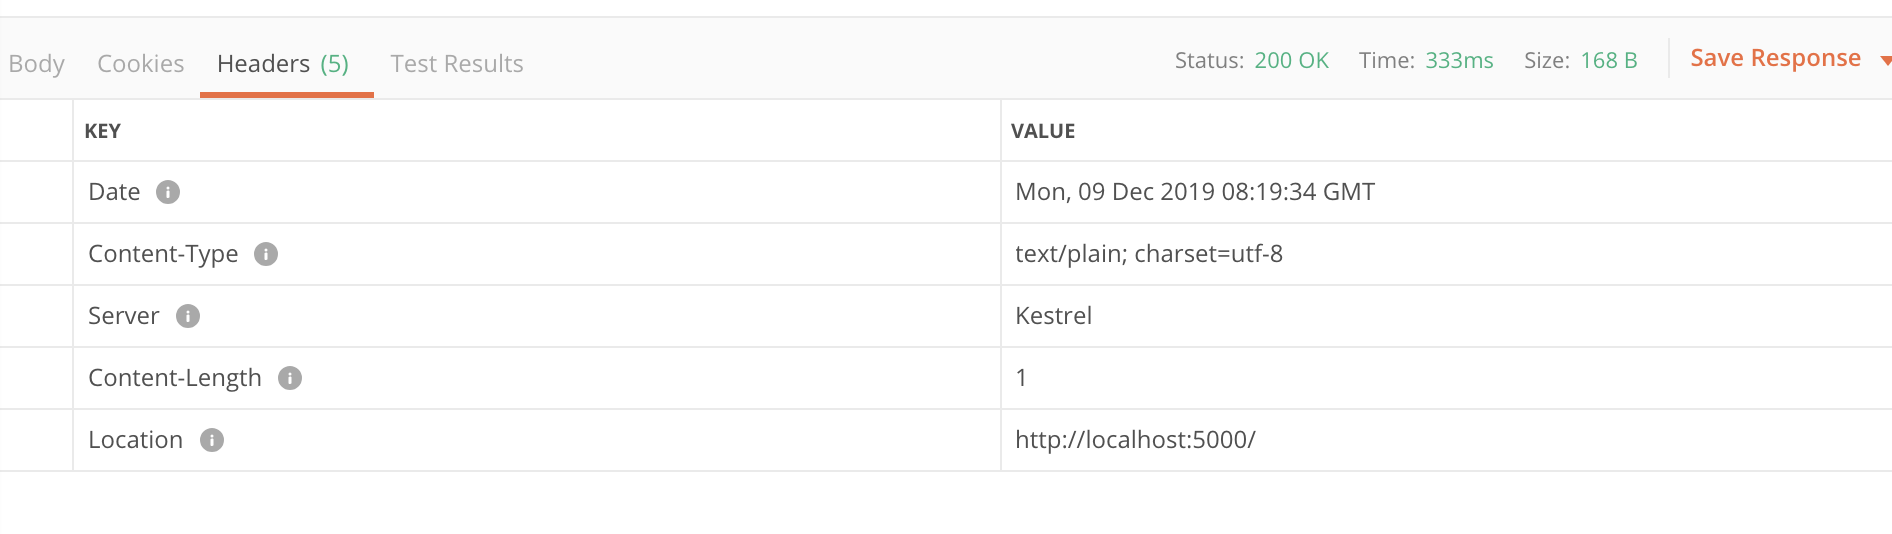 Body Cookies Headers (5) Test Results Status: 200 OK Time: 333ms Size: 168 B Save Response
KEY VALUE
Date Mon, 09 Dec 2019 08:19:34 GMT
Content-Type text/plain; charset=utf-8
Server Kestrel
Content-Length 1
Location http://localhost:5000/